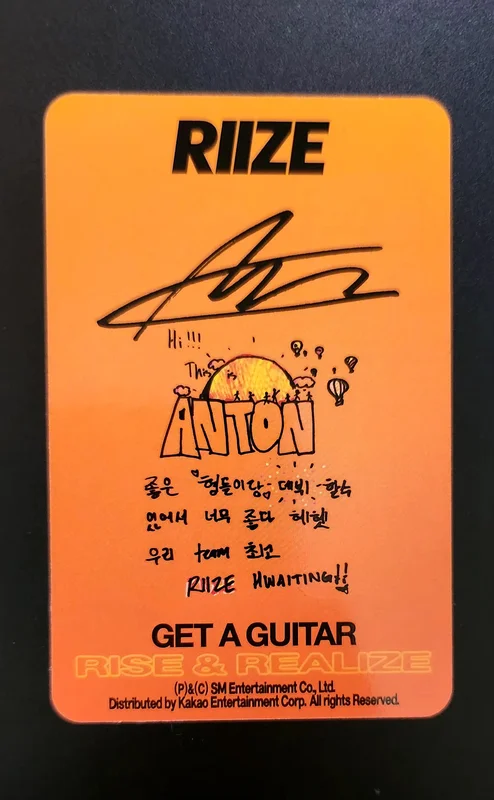 RIIZE
Hi!!!
This is
ANTON
좋은 "형들이랑" 데뷔 할수
있어서 너무 좋다 헤헷
우리 team 최고
RIIZE HWAITING!!
GET A GUITAR
RISE & REALIZE
(P)&(C) SM Entertainment Co., Ltd.
Distributed by Kakao Entertainment Corp. All rights Reserved.